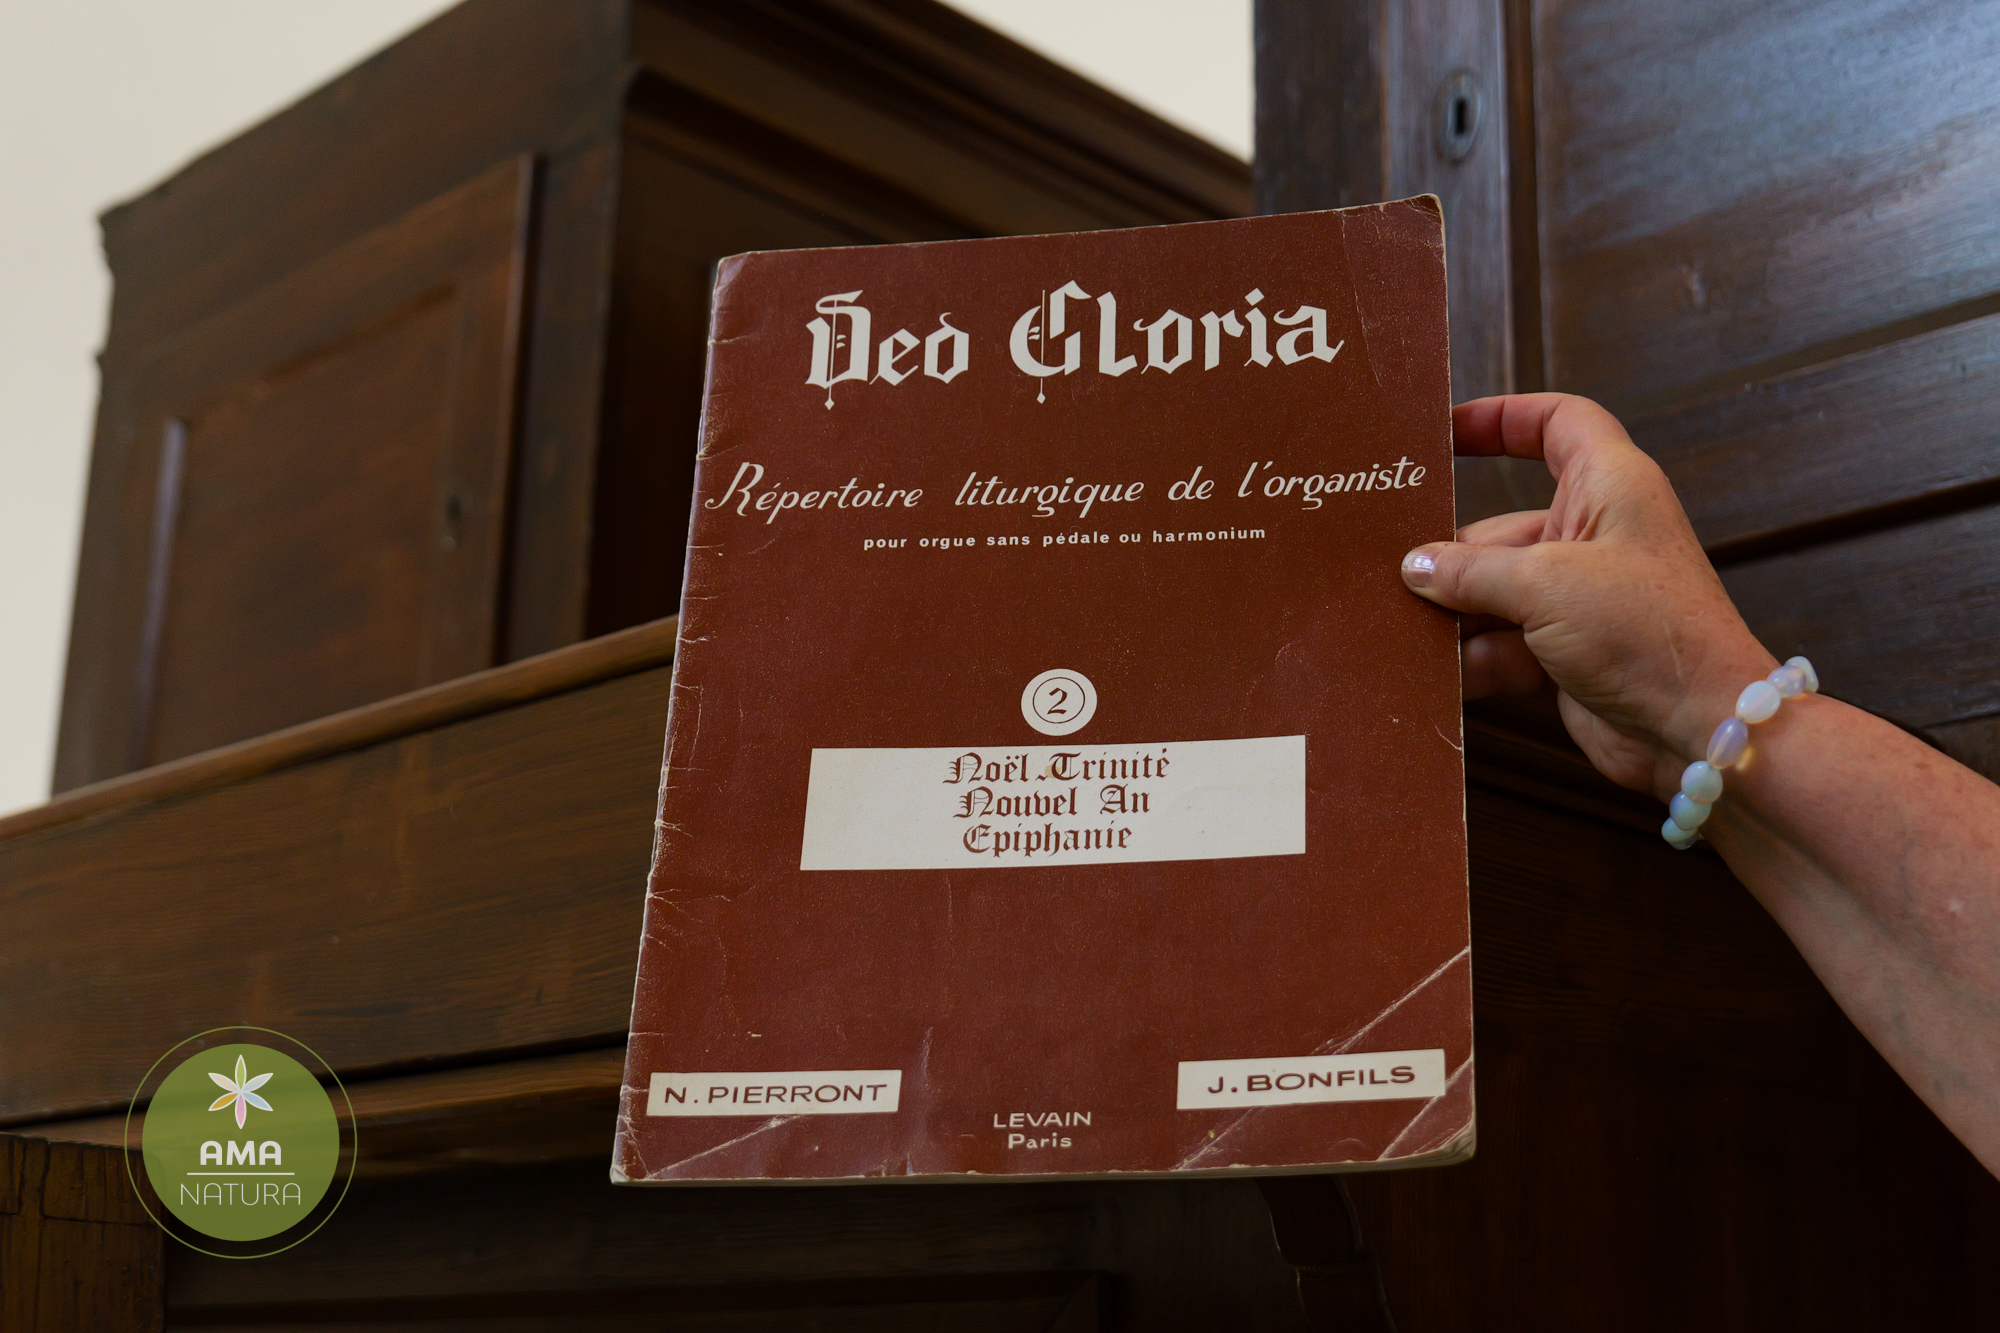 Deo Gloria
Répertoire liturgique de l'organiste
pour orgue sans pédale ou harmonium
2
Noël. Trinité
Nouvel An
Epiphanie
N. PIERRONT
J. BONFILS
LEVAIN
Paris
AMA
NATURA